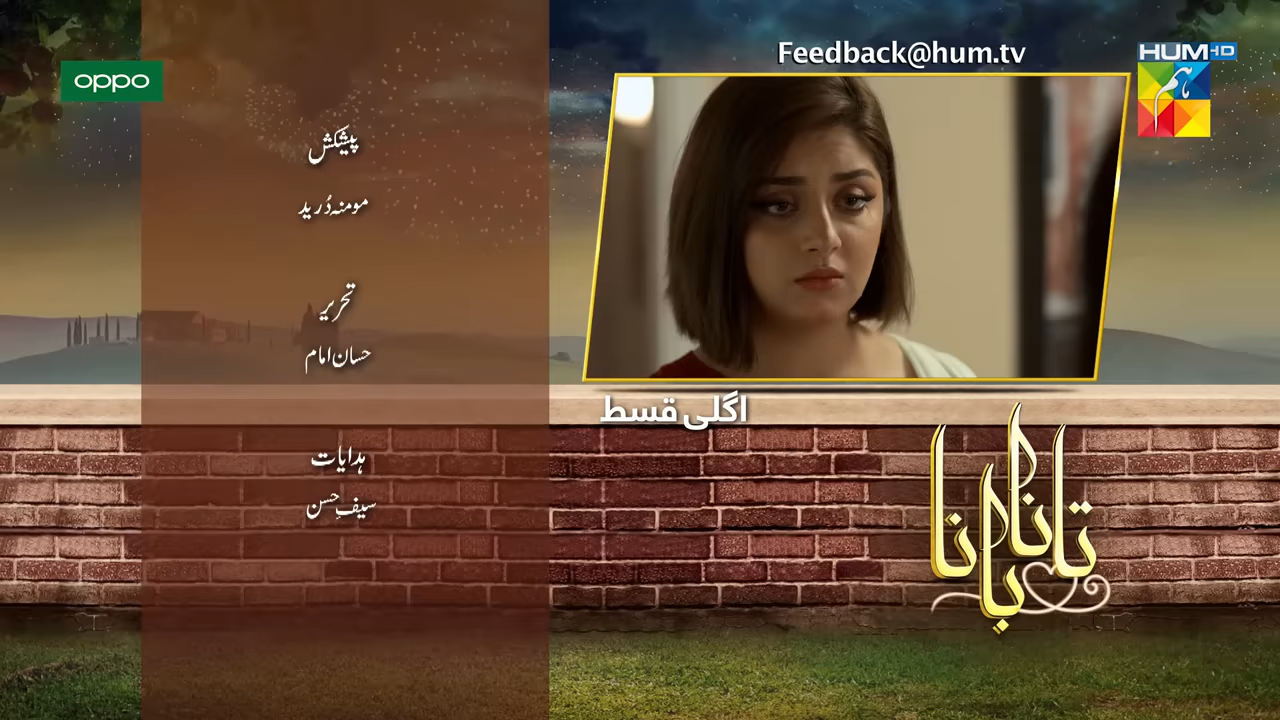 oppo
پیشکش
مومنہ دُرید
تحریر
حسان امام
ہدایات
سیفِ حسن
Feedback@hum.tv
HUM HD
ہم
اگلی قسط
تانا بانا